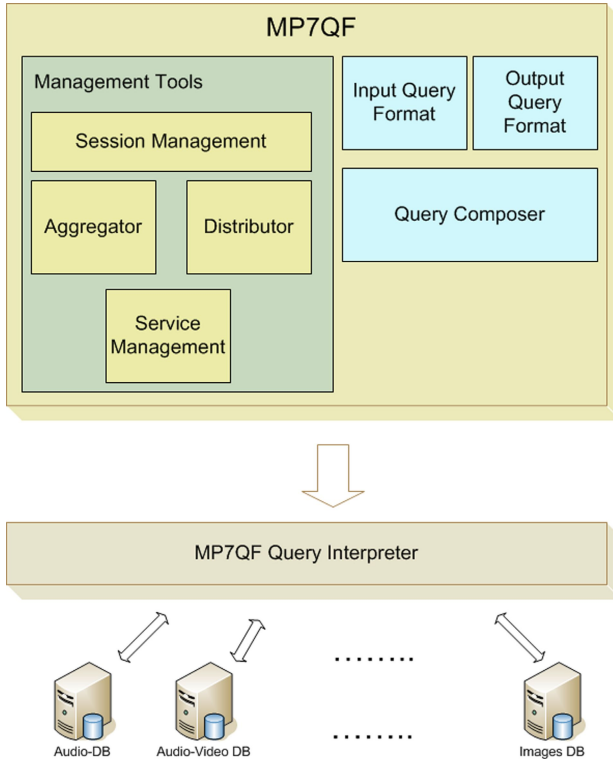 MP7QF
Management Tools
Session Management
Aggregator
Distributor
Service
Management
Input Query
Format
Output
Query
Format
Query Composer
MP7QF Query Interpreter
........
........
Audio-DB
Audio-Video DB
Images DB